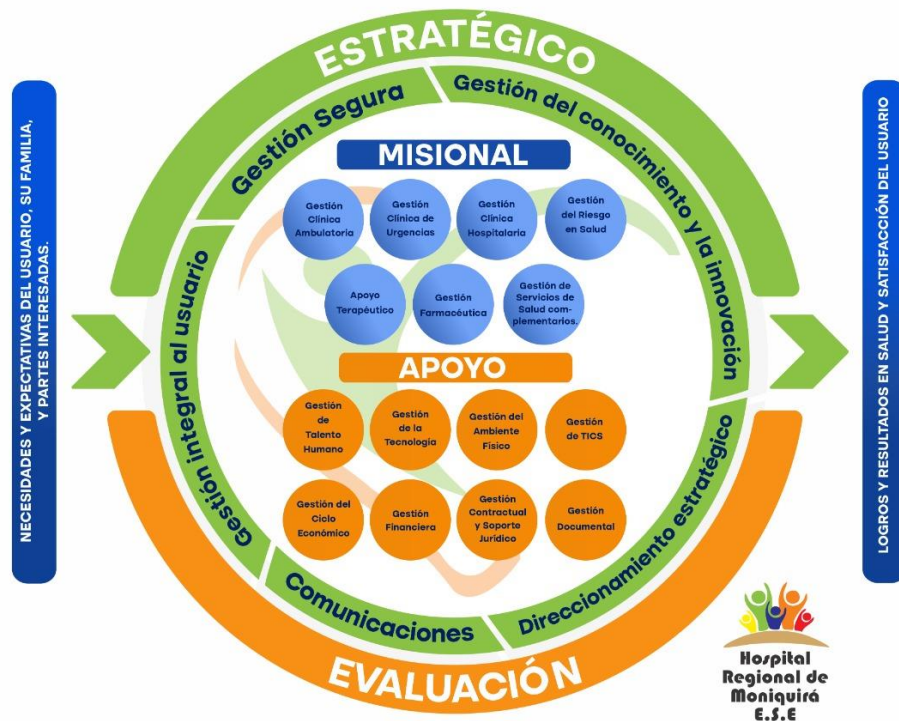 ESTRATÉGICO
Gestión Segura
Gestión del conocimiento y la innovación
Gestión integral al usuario
Direccionamiento estratégico
Comunicaciones
EVALUACIÓN
NECESIDADES Y EXPECTATIVAS DEL USUARIO, SU FAMILIA,
Y PARTES INTERESADAS.
MISIONAL
Gestión
Clínica
Ambulatoria
Gestión
Clínica de
Urgencias
Gestión
Clínica
Hospitalaria
Gestión
del Riesgo
en Salud
Apoyo
Terapéutico
Gestión
Farmacéutica
Gestión de
Servicios de
Salud com-
plementarios.
APOYO
Gestión
de
Talento
Humano
Gestión
de la
Tecnología
Gestión del
Ambiente
Físico
Gestión
de TICS
Gestión del
Ciclo
Económico
Gestión
Financiera
Gestión
Contractual
y Soporte
Jurídico
Gestión
Documental
LOGROS Y RESULTADOS EN SALUD Y SATISFACCIÓN DEL USUARIO
Hospital
Regional de
Moniquirá
E.S.E